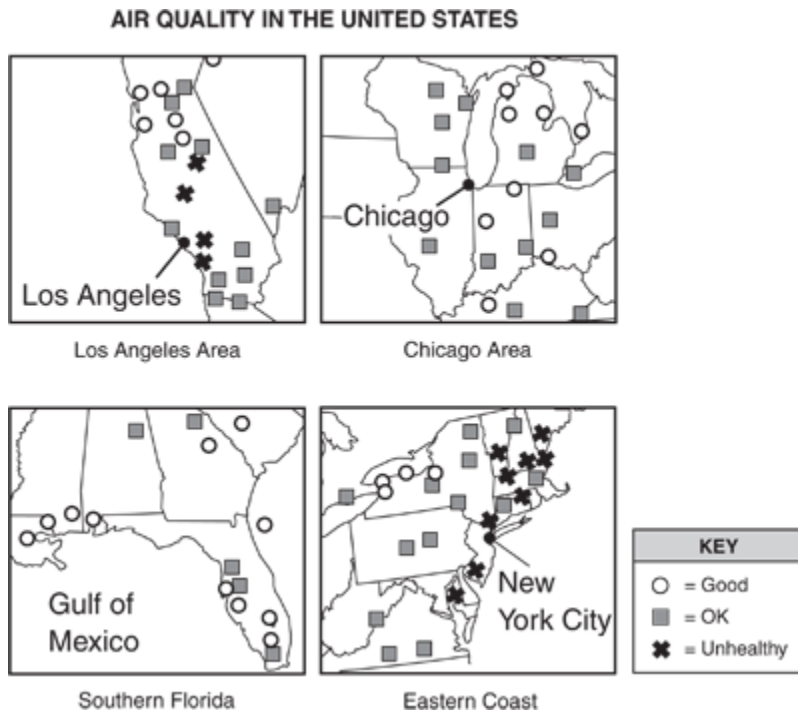 AIR QUALITY IN THE UNITED STATES
Los Angeles
Los Angeles Area
Chicago
Chicago Area
Gulf of
Mexico
Southern Florida
New
York City
Eastern Coast
KEY
= Good
= OK
= Unhealthy